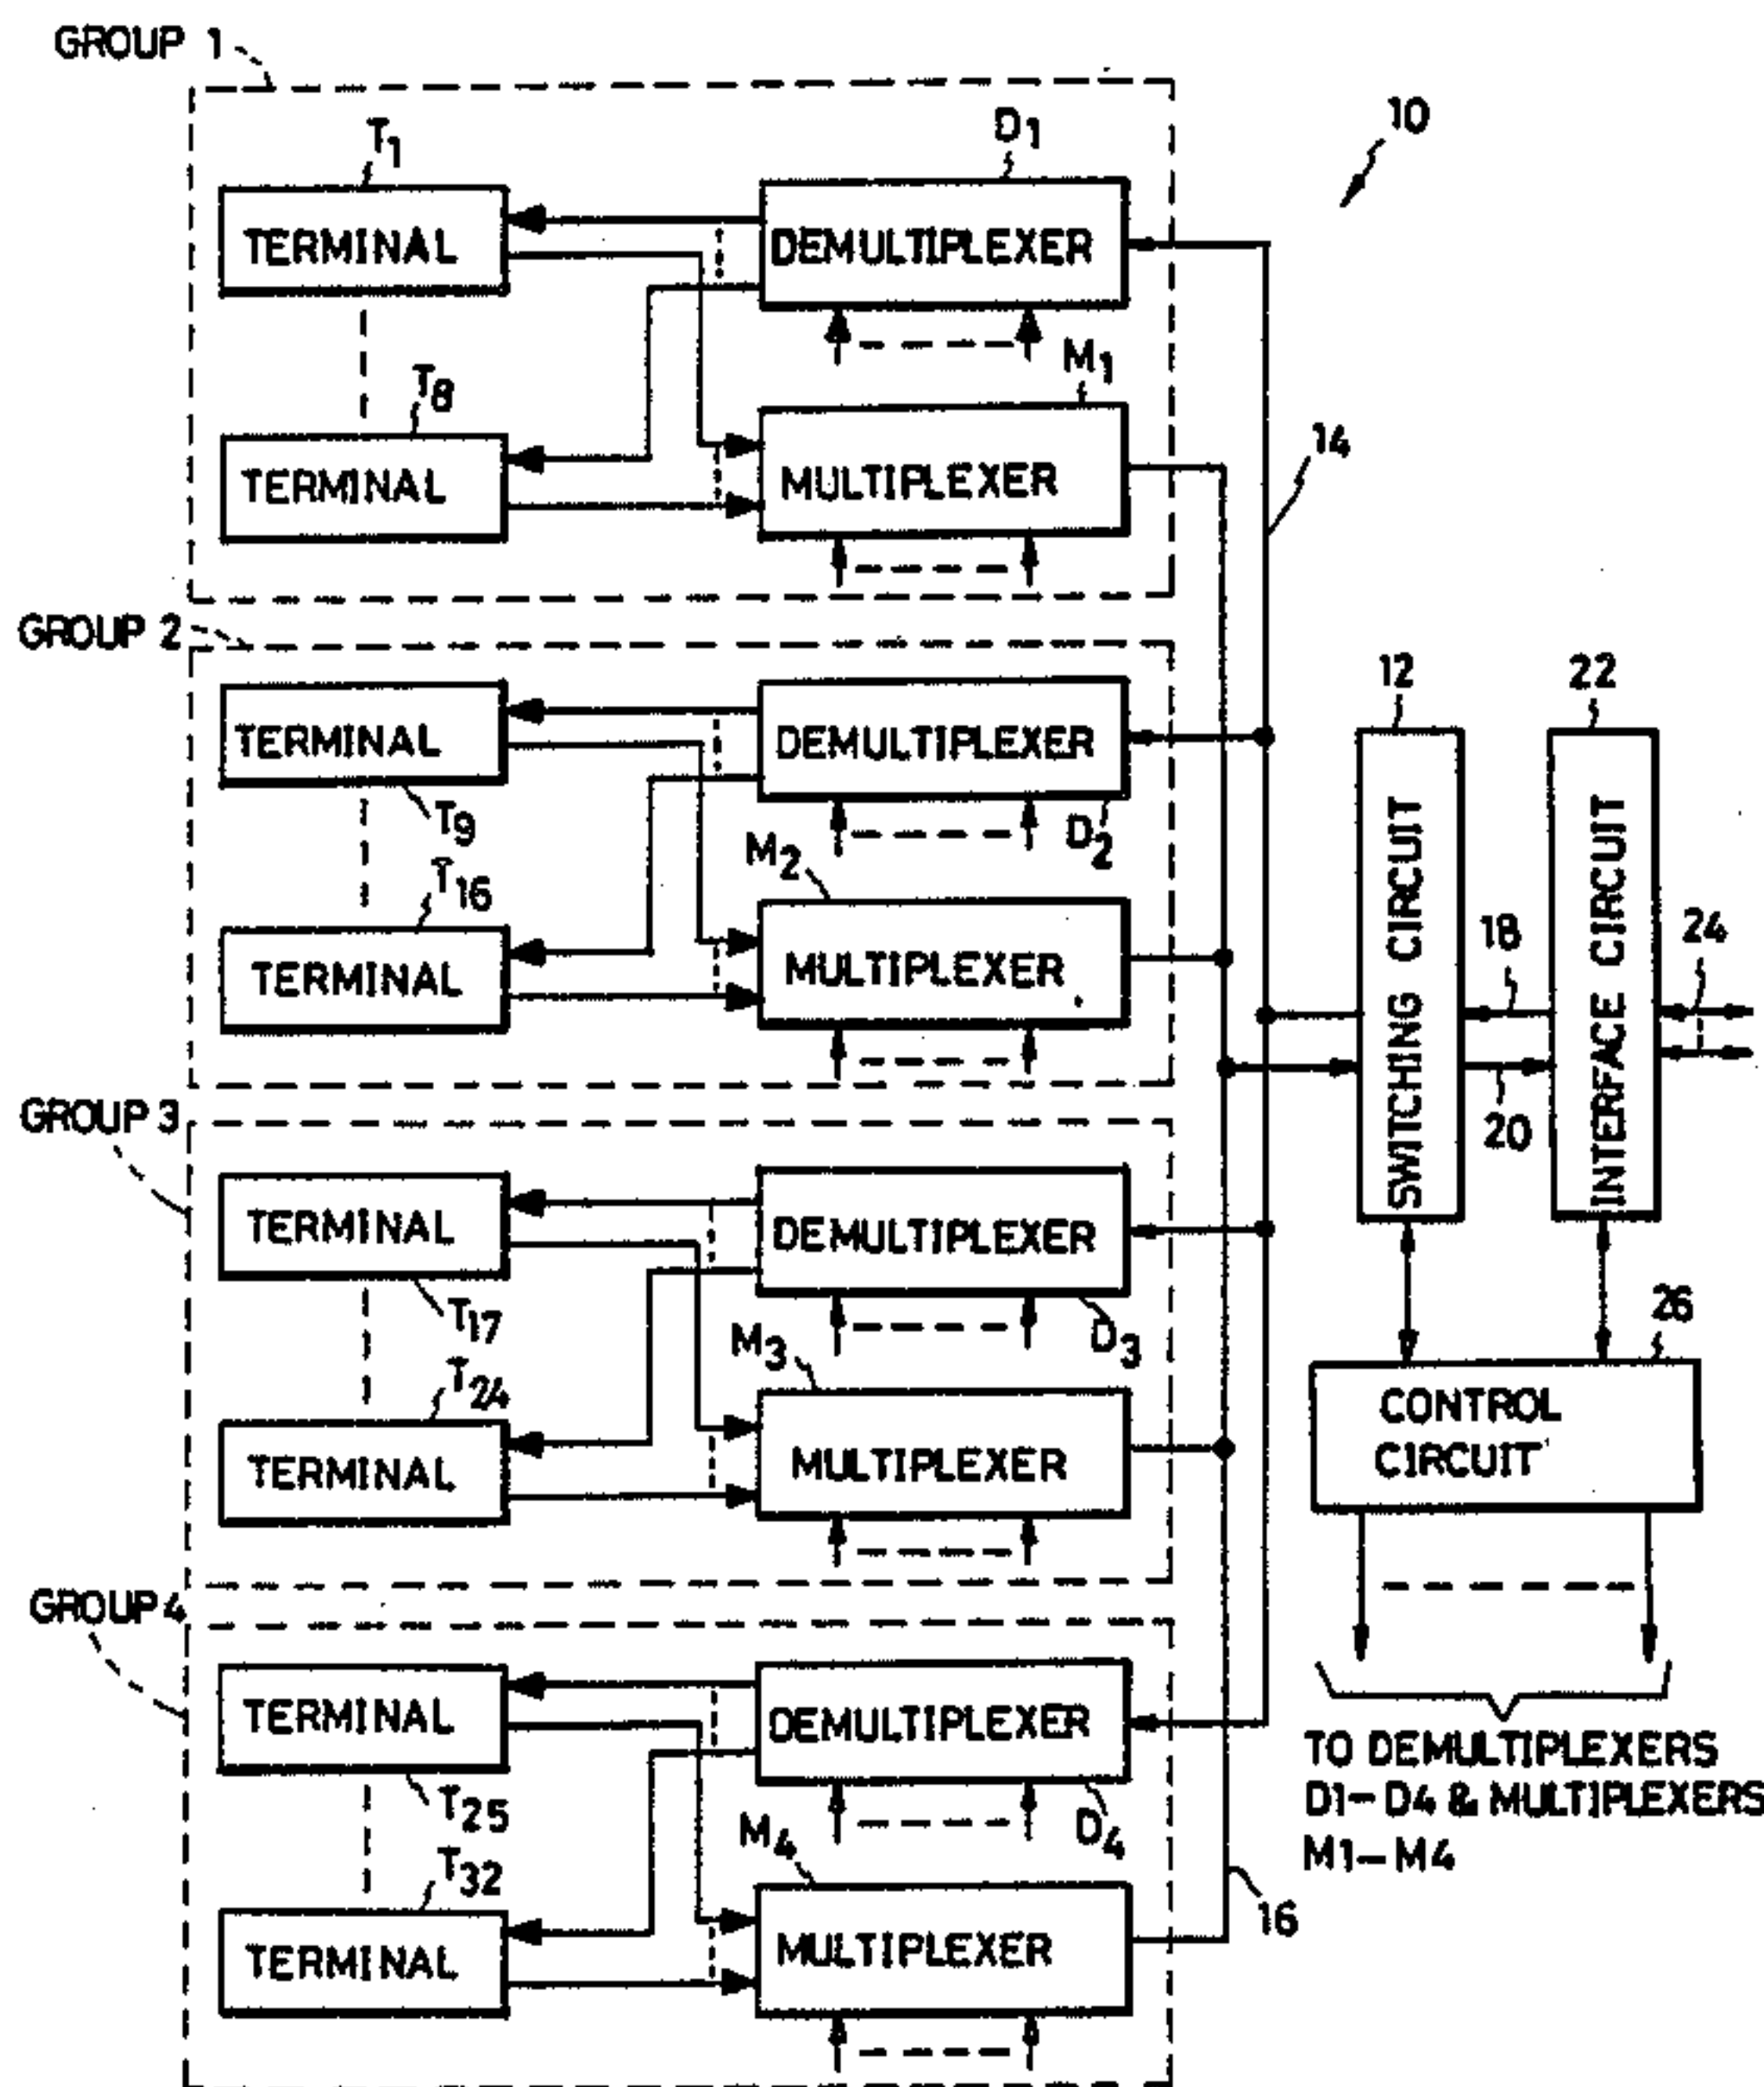 GROUP 1
T1
D1
10
TERMINAL
DEMULTIPLEXER
T8
M1
14
TERMINAL
MULTIPLEXER
GROUP 2
12
22
TERMINAL
DEMULTIPLEXER
T9
M2
D2
T16
SWITCHING CIRCUIT
INTERFACE CIRCUIT
18
24
TERMINAL
MULTIPLEXER
GROUP 3
20
TERMINAL
DEMULTIPLEXER
T17
M3
D3
26
T24
CONTROL
CIRCUIT
TERMINAL
MULTIPLEXER
GROUP 4
TERMINAL
DEMULTIPLEXER
TO DEMULTIPLEXERS
D1-D4 & MULTIPLEXERS
M1-M4
T25
M4
D4
T32
16
TERMINAL
MULTIPLEXER